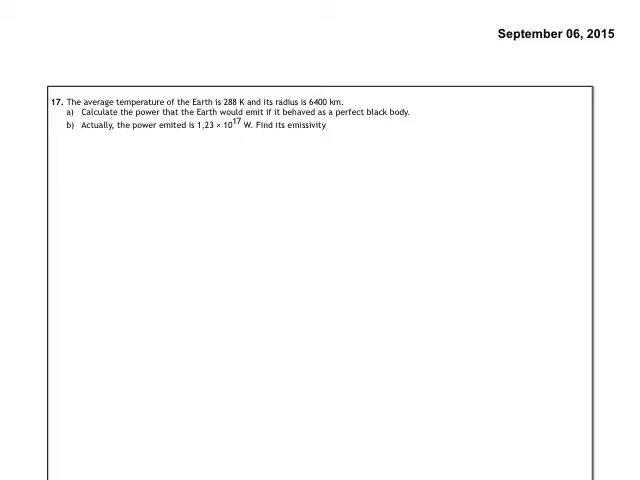 September 06, 2015
17. The average temperature of the Earth is 288 K and its radius is 6400 km.
a) Calculate the power that the Earth would emit if it behaved as a perfect black body.
b) Actually, the power emited is 1,23 × 10¹⁷ W. Find its emissivity